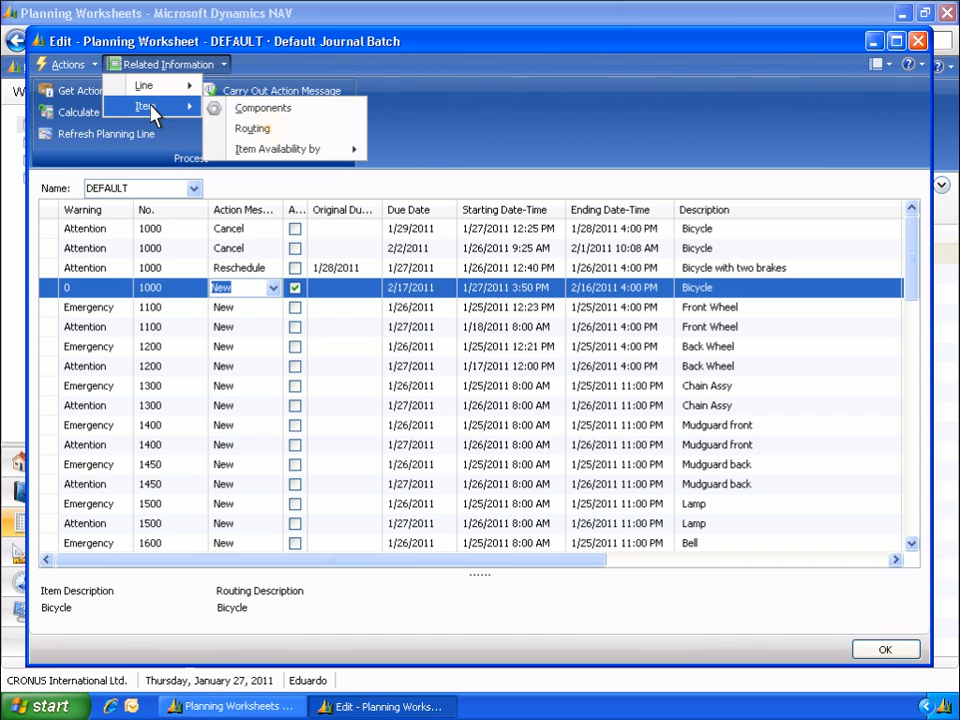 Planning Worksheets - Microsoft Dynamics NAV
Edit - Planning Worksheet - DEFAULT · Default Journal Batch
Actions Related Information
Line
Item
Components
Routing
Item Availability by
Get Actio
Carry Out Action Message
Calculate
Refresh Planning Line
Process
Name: DEFAULT
Warning No. Action Mes... A... Original Du... Due Date Starting Date-Time Ending Date-Time Description
Attention 1000 Cancel 1/29/2011 1/27/2011 12:25 PM 1/28/2011 4:00 PM Bicycle
Attention 1000 Cancel 2/2/2011 1/26/2011 9:25 AM 2/1/2011 10:08 AM Bicycle
Attention 1000 Reschedule 1/28/2011 1/27/2011 1/26/2011 12:40 PM 1/26/2011 4:00 PM Bicycle with two brakes
0 1000 New 2/17/2011 1/27/2011 3:50 PM 2/16/2011 4:00 PM Bicycle
Emergency 1100 New 1/26/2011 1/25/2011 12:23 PM 1/25/2011 4:00 PM Front Wheel
Attention 1100 New 1/27/2011 1/18/2011 8:00 AM 1/26/2011 4:00 PM Front Wheel
Emergency 1200 New 1/26/2011 1/25/2011 12:21 PM 1/25/2011 4:00 PM Back Wheel
Attention 1200 New 1/27/2011 1/17/2011 12:00 PM 1/26/2011 4:00 PM Back Wheel
Emergency 1300 New 1/26/2011 1/25/2011 8:00 AM 1/25/2011 11:00 PM Chain Assy
Attention 1300 New 1/27/2011 1/26/2011 8:00 AM 1/26/2011 11:00 PM Chain Assy
Emergency 1400 New 1/26/2011 1/25/2011 8:00 AM 1/25/2011 11:00 PM Mudguard front
Attention 1400 New 1/27/2011 1/26/2011 8:00 AM 1/26/2011 11:00 PM Mudguard front
Emergency 1450 New 1/26/2011 1/25/2011 8:00 AM 1/25/2011 11:00 PM Mudguard back
Attention 1450 New 1/27/2011 1/26/2011 8:00 AM 1/26/2011 11:00 PM Mudguard back
Emergency 1500 New 1/26/2011 1/25/2011 8:00 AM 1/25/2011 11:00 PM Lamp
Attention 1500 New 1/27/2011 1/26/2011 8:00 AM 1/26/2011 11:00 PM Lamp
Emergency 1600 New 1/26/2011 1/25/2011 8:00 AM 1/25/2011 11:00 PM Bell
Item Description Routing Description
Bicycle Bicycle
OK
CRONUS International Ltd. Thursday, January 27, 2011 Eduardo
start Planning Worksheets ... Edit - Planning Works...